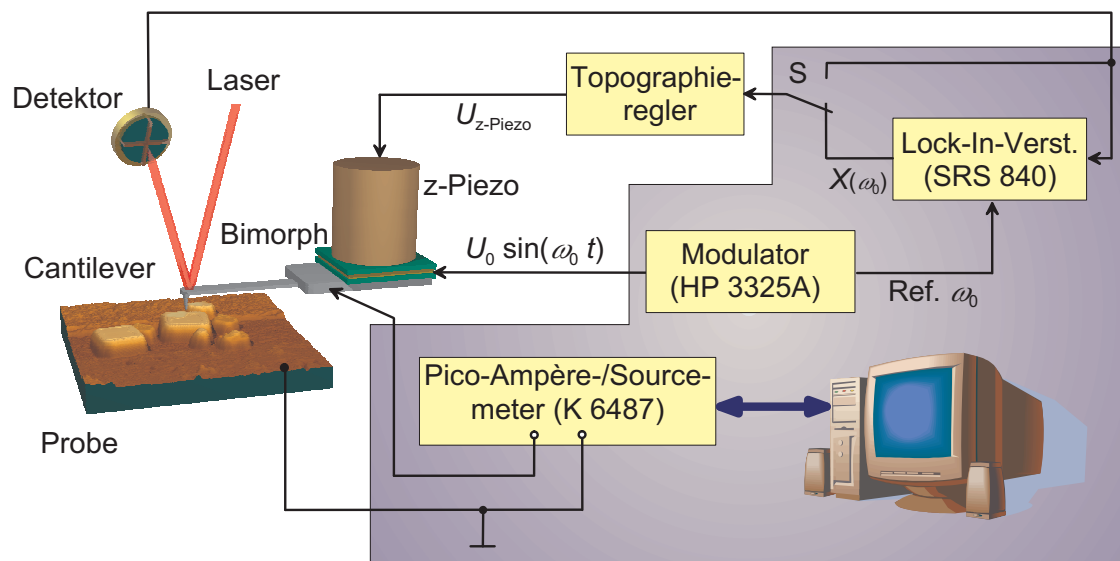 Laser
Detektor
Topographie-
regler
S
U z-Piezo
Lock-In-Verst.
(SRS 840)
X(ω0)
z-Piezo
Bimorph
U0 sin(ω0 t)
Modulator
(HP 3325A)
Cantilever
Ref. ω0
Pico-Ampère-/Source-
meter (K 6487)
Probe